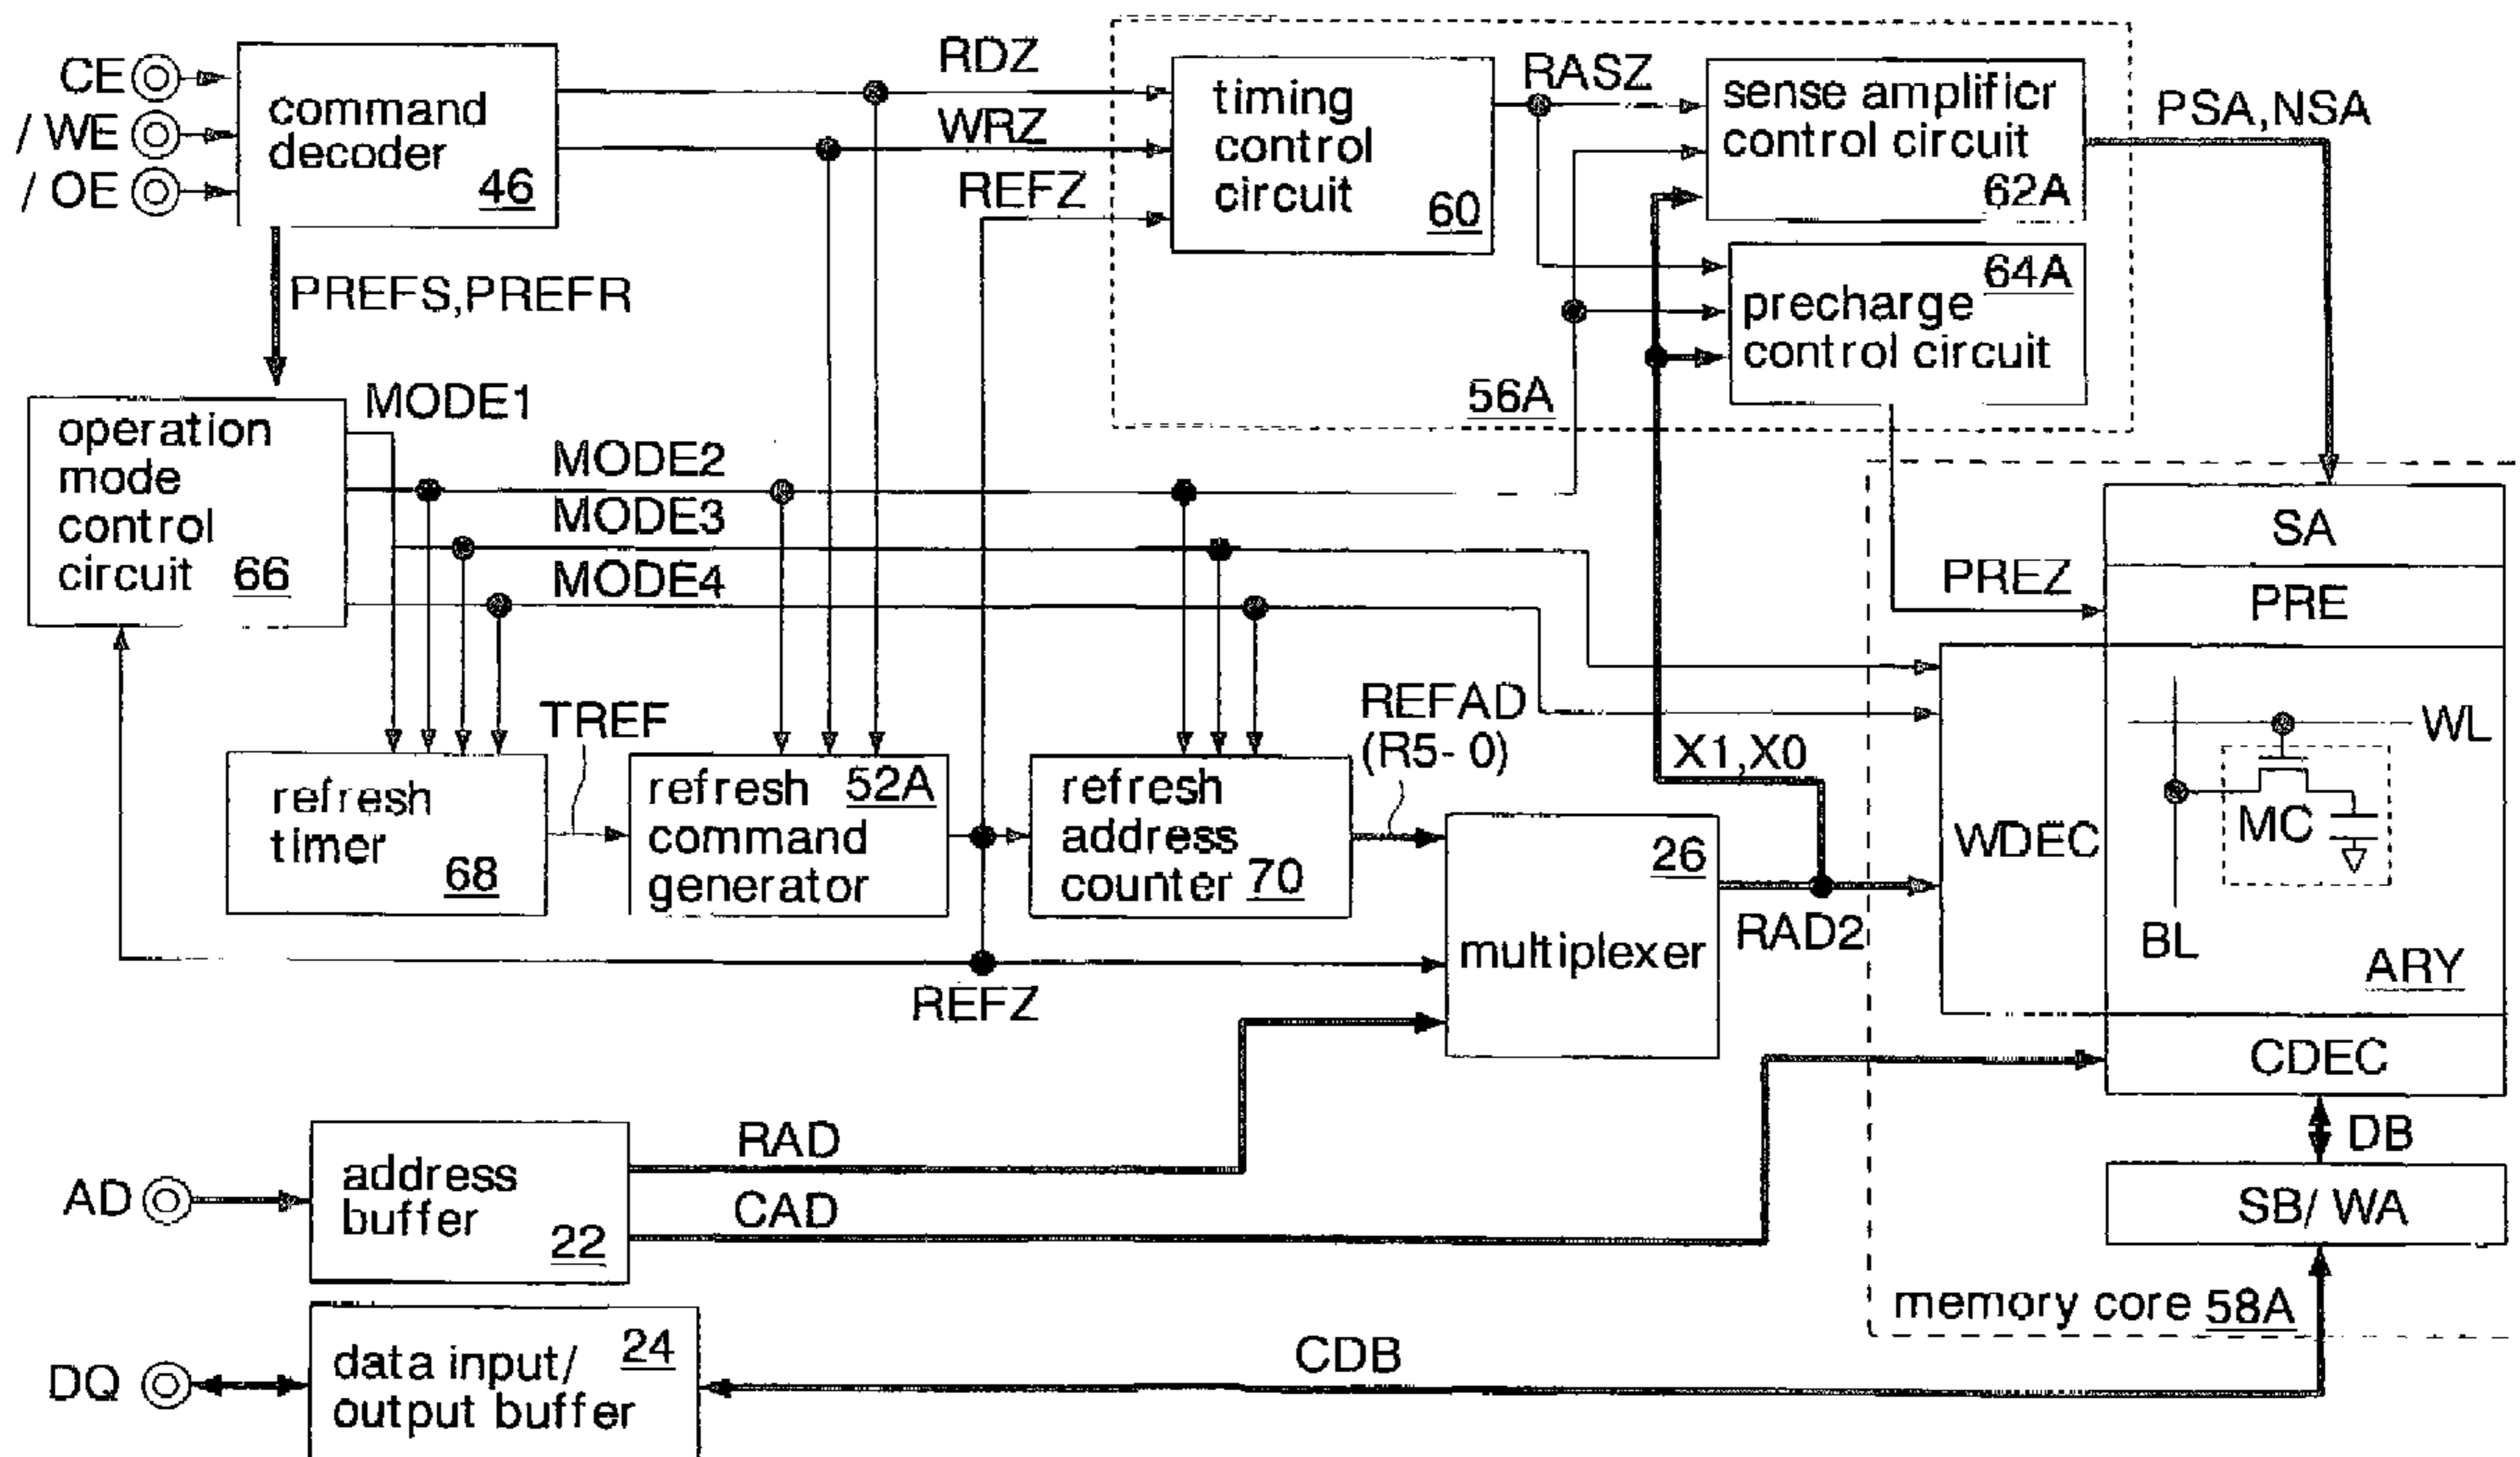 CE
/ WE
/ OE
command
decoder
46
RDZ
WRZ
REFZ
timing
control
circuit
60
RASZ
sense amplifier
control circuit
62A
PSA,NSA
64A
precharge
control circuit
56A
PREFS,PREFR
operation
mode
control
circuit 66
MODE1
MODE2
MODE3
MODE4
SA
PREZ
PRE
TREF
REFAD
(R5-0)
X1,X0
WL
refresh
timer
68
refresh 52A
command
generator
refresh
address
counter 70
26
multiplexer
RAD2
WDEC
MC
BL
ARY
REFZ
CDEC
DB
SB/ WA
memory core 58A
AD
address
buffer
22
RAD
CAD
DQ
24
data input/
output buffer
CDB